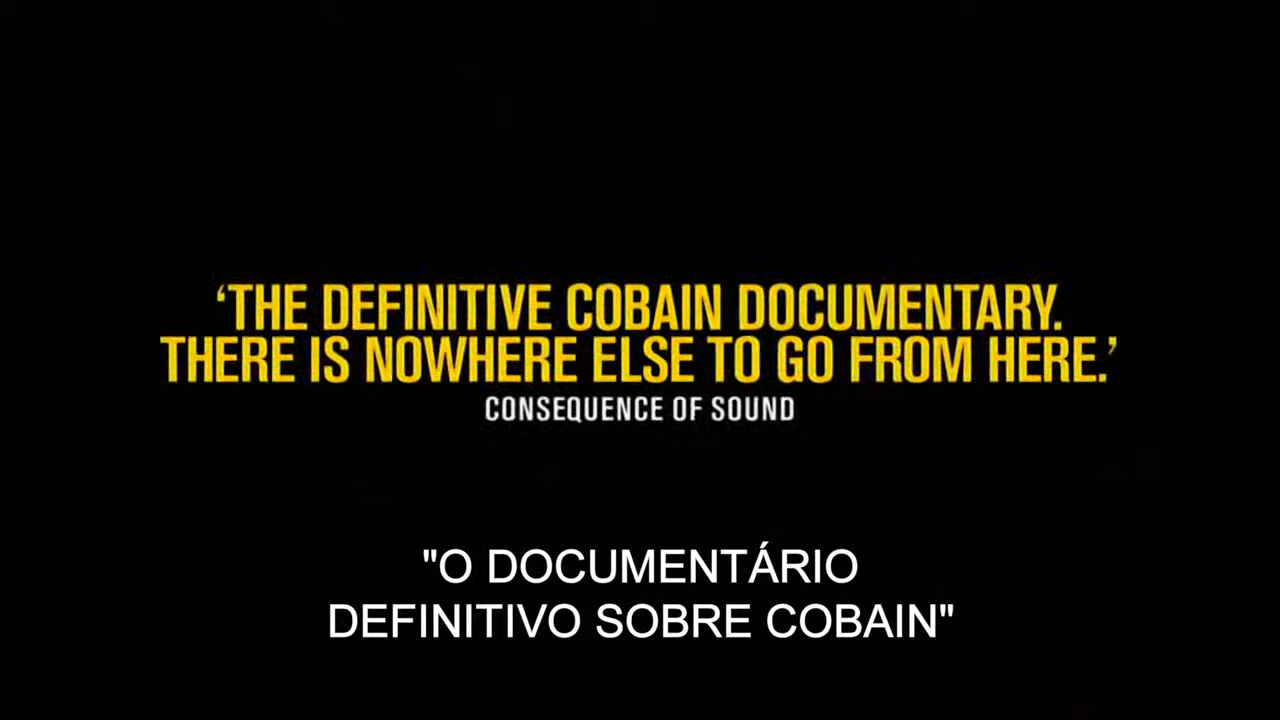 ‘THE DEFINITIVE COBAIN DOCUMENTARY.
THERE IS NOWHERE ELSE TO GO FROM HERE.’
CONSEQUENCE OF SOUND
"O DOCUMENTÁRIO
DEFINITIVO SOBRE COBAIN"